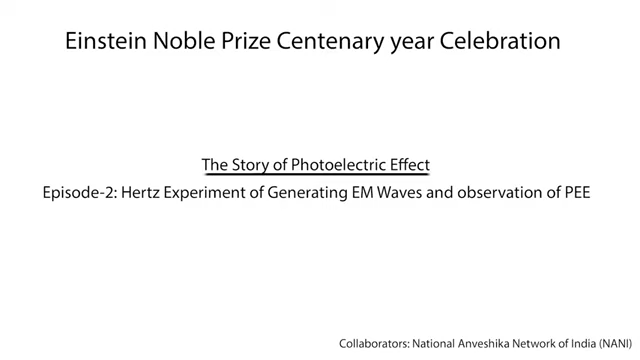 Einstein Noble Prize Centenary year Celebration
The Story of Photoelectric Effect
Episode-2: Hertz Experiment of Generating EM Waves and observation of PEE
Collaborators: National Anveshika Network of India (NANI)